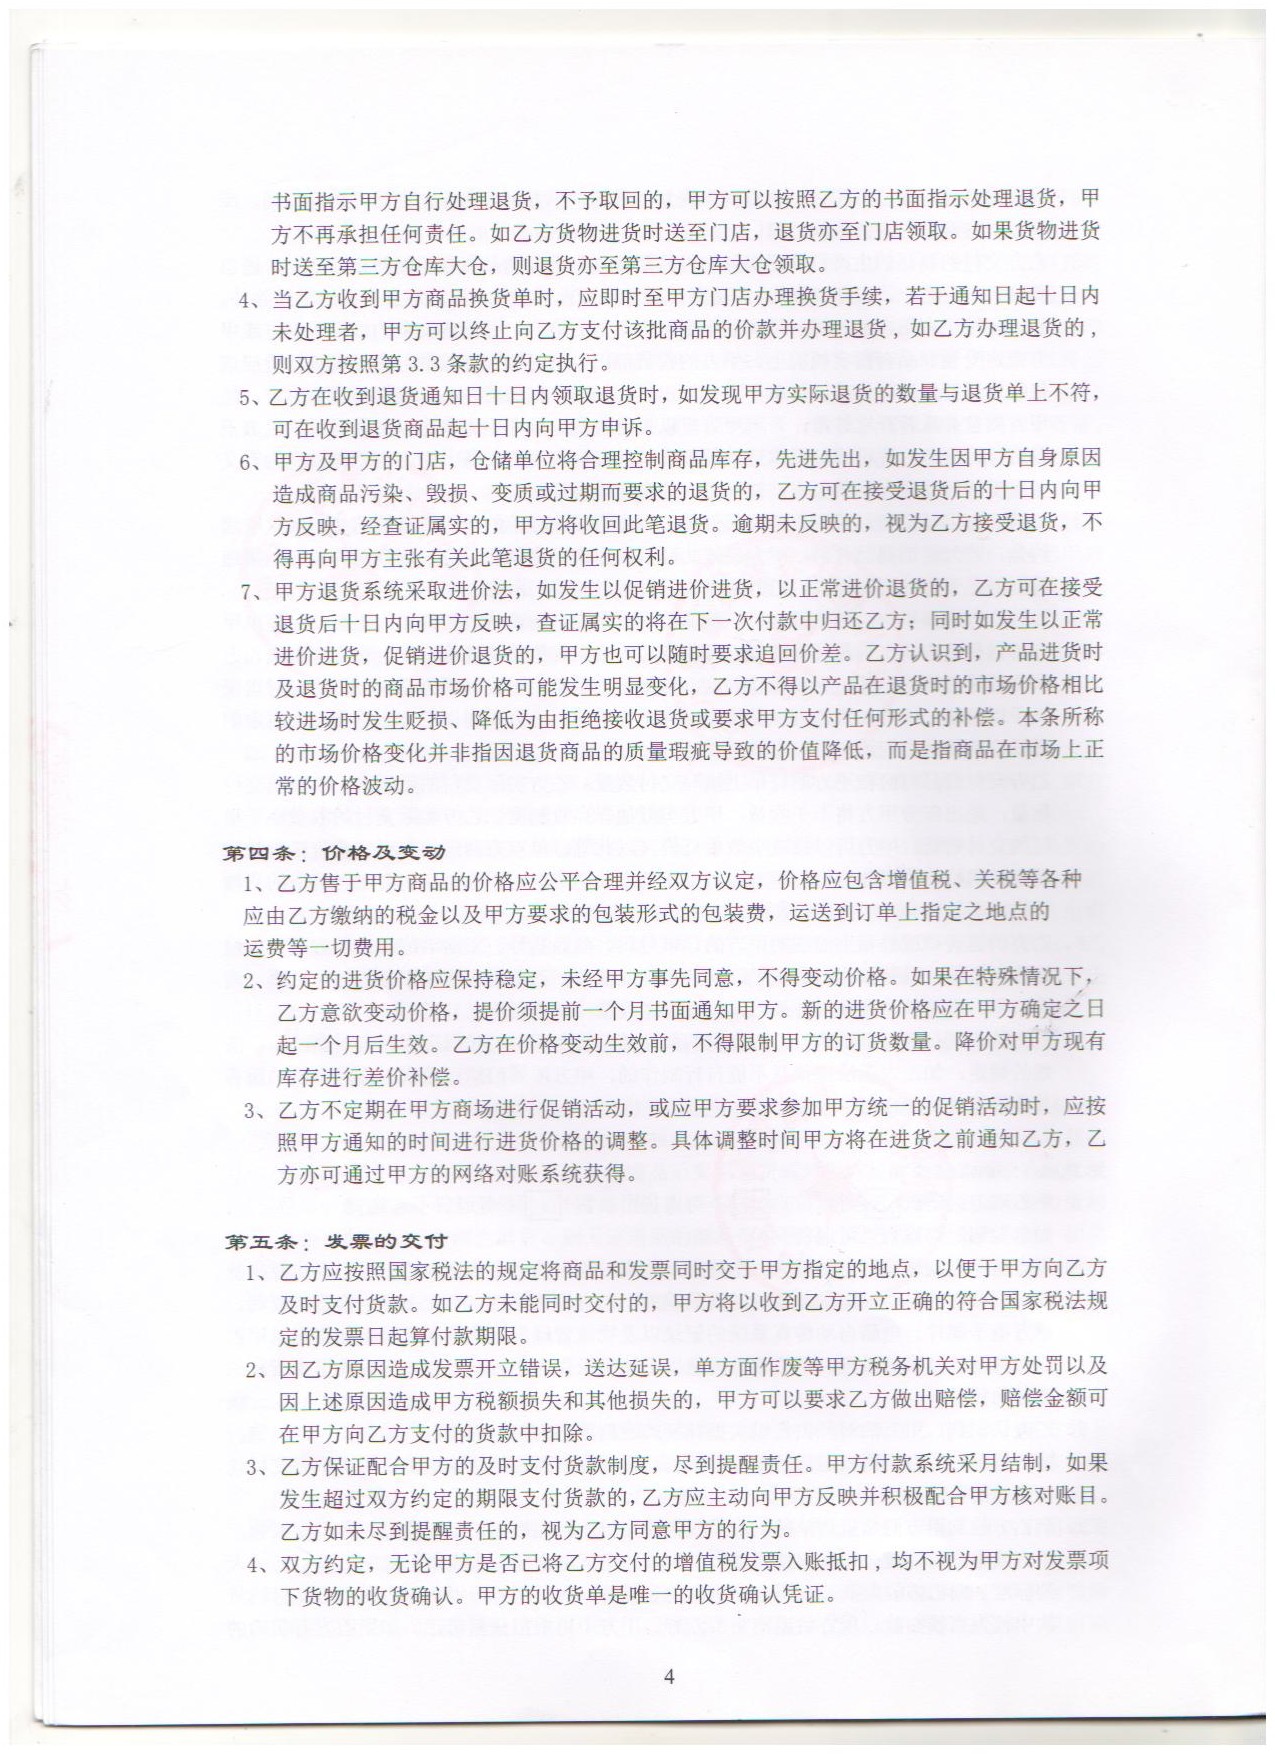 书面指示甲方自行处理退货，不予取回的，甲方可以按照乙方的书面指示处理退货，甲
方不再承担任何责任。如乙方货物进货时送至门店，退货亦至门店领取。如果货物进货
时送至第三方仓库大仓，则退货亦至第三方仓库大仓领取。
4、当乙方收到甲方商品换货单时，应即时至甲方门店办理换货手续，若于通知日起十日内
未处理者，甲方可以终止向乙方支付该批商品的价款并办理退货，如乙方办理退货的，
则双方按照第 3.3 条款的约定执行。
5、乙方在收到退货通知日十日内领取退货时，如发现甲方实际退货的数量与退货单上不符，
可在收到退货商品起十日内向甲方申诉。
6、甲方及甲方的门店，仓储单位将合理控制商品库存，先进先出，如发生因甲方自身原因
造成商品污染、毁损、变质或过期而要求的退货的，乙方可在接受退货后的十日内向甲
方反映，经查证属实的，甲方将收回此笔退货。逾期未反映的，视为乙方接受退货，不
得再向甲方主张有关此笔退货的任何权利。
7、甲方退货系统采取进价法，如发生以促销进价进货，以正常进价退货的，乙方可在接受
退货后十日内向甲方反映，查证属实的将在下一次付款中归还乙方；同时如发生以正常
进价进货，促销进价退货的，甲方也可以随时要求追回价差。乙方认识到，产品进货时
及退货时的商品市场价格可能发生明显变化，乙方不得以产品在退货时的市场价格相比
较进场时发生贬损、降低为由拒绝接收退货或要求甲方支付任何形式的补偿。本条所称
的市场价格变化并非指因退货商品的质量瑕疵导致的价值降低，而是指商品在市场上正
常的价格波动。
第四条：价格及变动
1、乙方售于甲方商品的价格应公平合理并经双方议定，价格应包含增值税、关税等各种
应由乙方缴纳的税金以及甲方要求的包装形式的包装费，运送到订单上指定之地点的
运费等一切费用。
2、约定的进货价格应保持稳定，未经甲方事先同意，不得变动价格。如果在特殊情况下，
乙方意欲变动价格，提价须提前一个月书面通知甲方。新的进货价格应在甲方确定之日
起一个月后生效。乙方在价格变动生效前，不得限制甲方的订货数量。降价对甲方现有
库存进行差价补偿。
3、乙方不定期在甲方商场进行促销活动，或应甲方要求参加甲方统一的促销活动时，应按
照甲方通知的时间进行进货价格的调整。具体调整时间甲方将在进货之前通知乙方，乙
方亦可通过甲方的网络对账系统获得。
第五条：发票的交付
1、乙方应按照国家税法的规定将商品和发票同时交于甲方指定的地点，以便于甲方向乙方
及时支付货款。如乙方未能同时交付的，甲方将以收到乙方开立正确的符合国家税法规
定的发票日起算付款期限。
2、因乙方原因造成发票开立错误，送达延误，单方面作废等甲方税务机关对甲方处罚以及
因上述原因造成甲方税额损失和其他损失的，甲方可以要求乙方做出赔偿，赔偿金额可
在甲方向乙方支付的货款中扣除。
3、乙方保证配合甲方的及时支付货款制度，尽到提醒责任。甲方付款系统采月结制，如果
发生超过双方约定的期限支付货款的，乙方应主动向甲方反映并积极配合甲方核对账目。
乙方如未尽到提醒责任的，视为乙方同意甲方的行为。
4、双方约定，无论甲方是否已将乙方交付的增值税发票入账抵扣，均不视为甲方对发票项
下货物的收货确认。甲方的收货单是唯一的收货确认凭证。
4